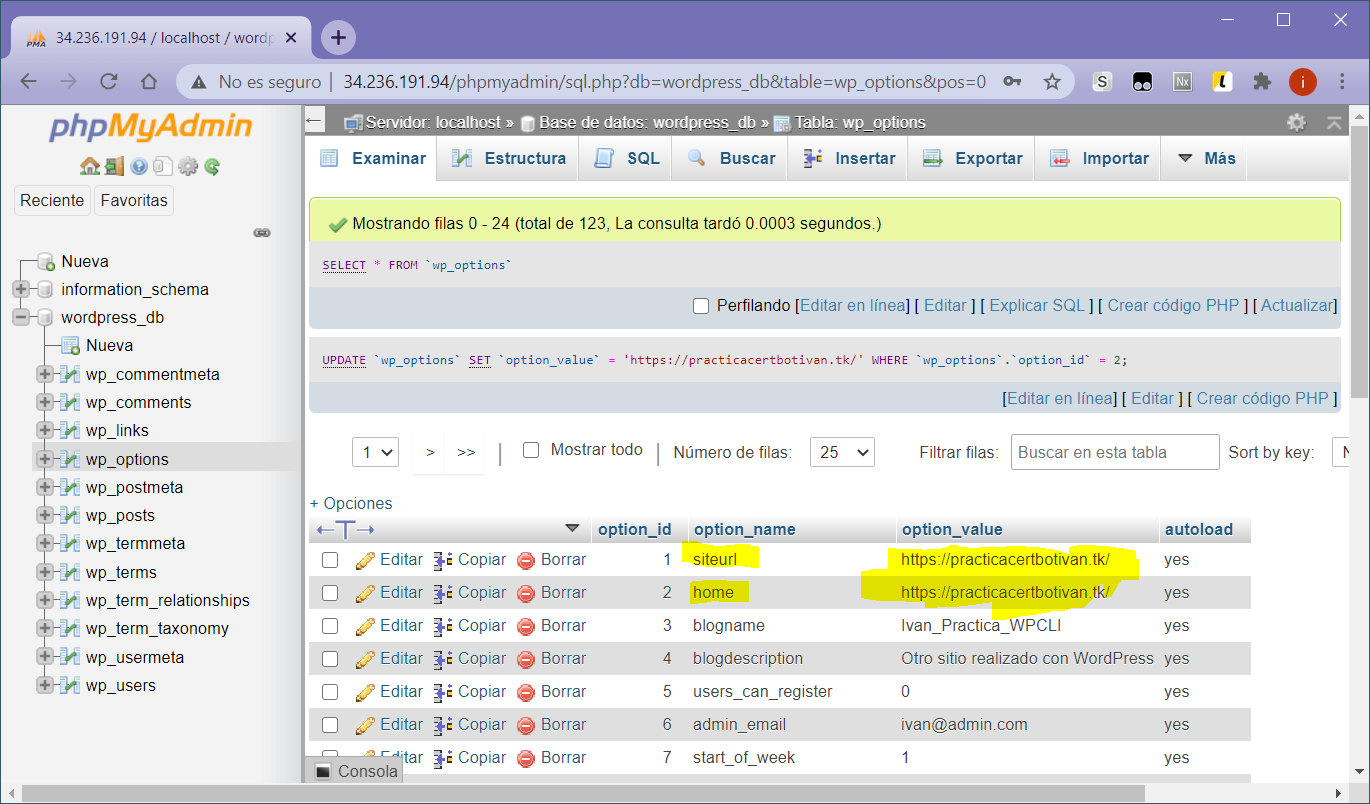 34.236.191.94 / localhost / wordp
No es seguro | 34.236.191.94/phpmyadmin/sql.php?db=wordpress_db&table=wp_options&pos=0
S
Nx
i
phpMyAdmin
Reciente Favoritas
Nueva
information_schema
wordpress_db
Nueva
wp_commentmeta
wp_comments
wp_links
wp_options
wp_postmeta
wp_posts
wp_termmeta
wp_terms
wp_term_relationships
wp_term_taxonomy
wp_usermeta
wp_users
Servidor: localhost » Base de datos: wordpress_db » Tabla: wp_options
Examinar Estructura SQL Buscar Insertar Exportar Importar Más
Mostrando filas 0 - 24 (total de 123, La consulta tardó 0.0003 segundos.)
SELECT * FROM `wp_options`
Perfilando [Editar en línea] [ Editar ] [ Explicar SQL ] [ Crear código PHP ] [ Actualizar]
UPDATE `wp_options` SET `option_value` = 'https://practicacertbotivan.tk/' WHERE `wp_options`.`option_id` = 2;
[Editar en línea] [ Editar ] [ Crear código PHP ]
1 > >> | Mostrar todo | Número de filas: 25 Filtrar filas: Buscar en esta tabla Sort by key: N
+ Opciones
←T→ option_id option_name option_value autoload
Editar Copiar Borrar 1 siteurl https://practicacertbotivan.tk/ yes
Editar Copiar Borrar 2 home https://practicacertbotivan.tk/ yes
Editar Copiar Borrar 3 blogname Ivan_Practica_WPCLI yes
Editar Copiar Borrar 4 blogdescription Otro sitio realizado con WordPress yes
Editar Copiar Borrar 5 users_can_register 0 yes
Editar Copiar Borrar 6 admin_email ivan@admin.com yes
Editar Copiar Borrar 7 start_of_week 1 yes
Consola